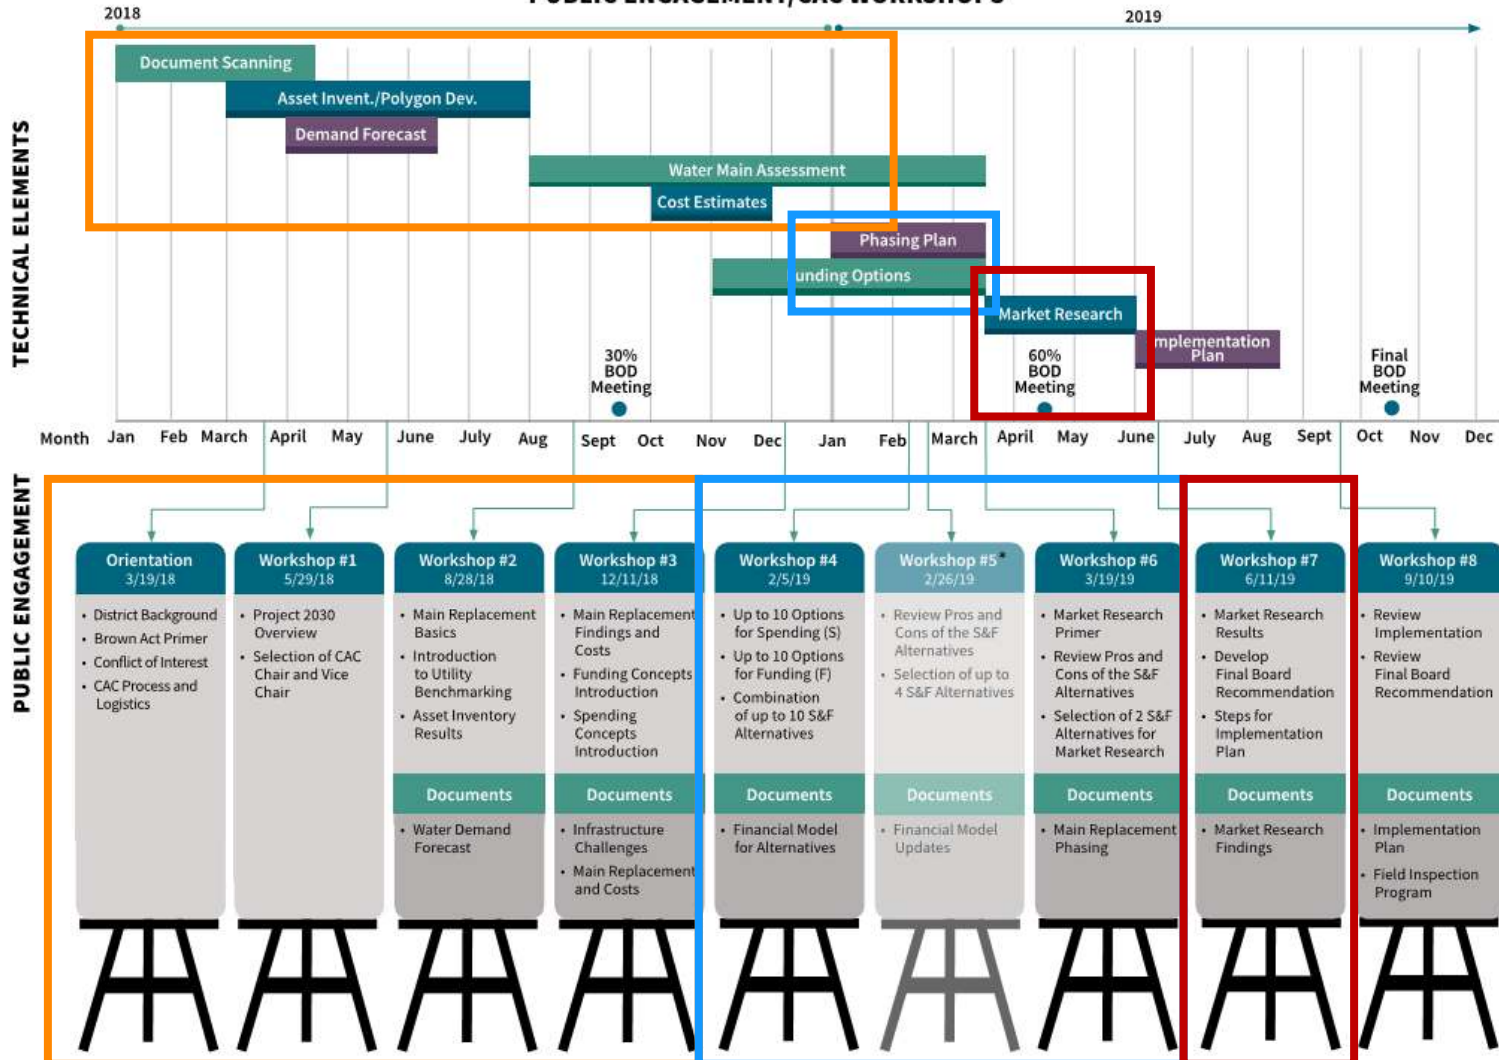 2018
2019
TECHNICAL ELEMENTS
Document Scanning
Asset Invent./Polygon Dev.
Demand Forecast
Water Main Assessment
Cost Estimates
Phasing Plan
unding Options
Market Research
mplementation
Plan
30%
BOD
Meeting
60%
BOD
Meeting
Final
BOD
Meeting
Month Jan Feb March April May June July Aug Sept Oct Nov Dec Jan Feb March April May June July Aug Sept Oct Nov Dec
PUBLIC ENGAGEMENT
Orientation
3/19/18
• District Background
• Brown Act Primer
• Conflict of Interest
• CAC Process and
Logistics
Workshop #1
5/29/18
• Project 2030
Overview
• Selection of CAC
Chair and Vice
Chair
Workshop #2
8/28/18
• Main Replacement
Basics
• Introduction
to Utility
Benchmarking
• Asset Inventory
Results
Documents
• Water Demand
Forecast
Workshop #3
12/11/18
• Main Replacement
Findings and
Costs
• Funding Concepts
Introduction
• Spending
Concepts
Introduction
Documents
• Infrastructure
Challenges
• Main Replacement
and Costs
Workshop #4
2/5/19
• Up to 10 Options
for Spending (S)
• Up to 10 Options
for Funding (F)
• Combination
of up to 10 S&F
Alternatives
Documents
• Financial Model
for Alternatives
Workshop #5*
2/26/19
• Review Pros and
Cons of the S&F
Alternatives
• Selection of up to
4 S&F Alternatives
Documents
• Financial Model
Updates
Workshop #6
3/19/19
• Market Research
Primer
• Review Pros and
Cons of the S&F
Alternatives
• Selection of 2 S&F
Alternatives for
Market Research
Documents
• Main Replacement
Phasing
Workshop #7
6/11/19
• Market Research
Results
• Develop
Final Board
Recommendation
• Steps for
Implementation
Plan
Documents
• Market Research
Findings
Workshop #8
9/10/19
• Review
Implementation
• Review
Final Board
Recommendation
Documents
• Implementation
Plan
• Field Inspection
Program